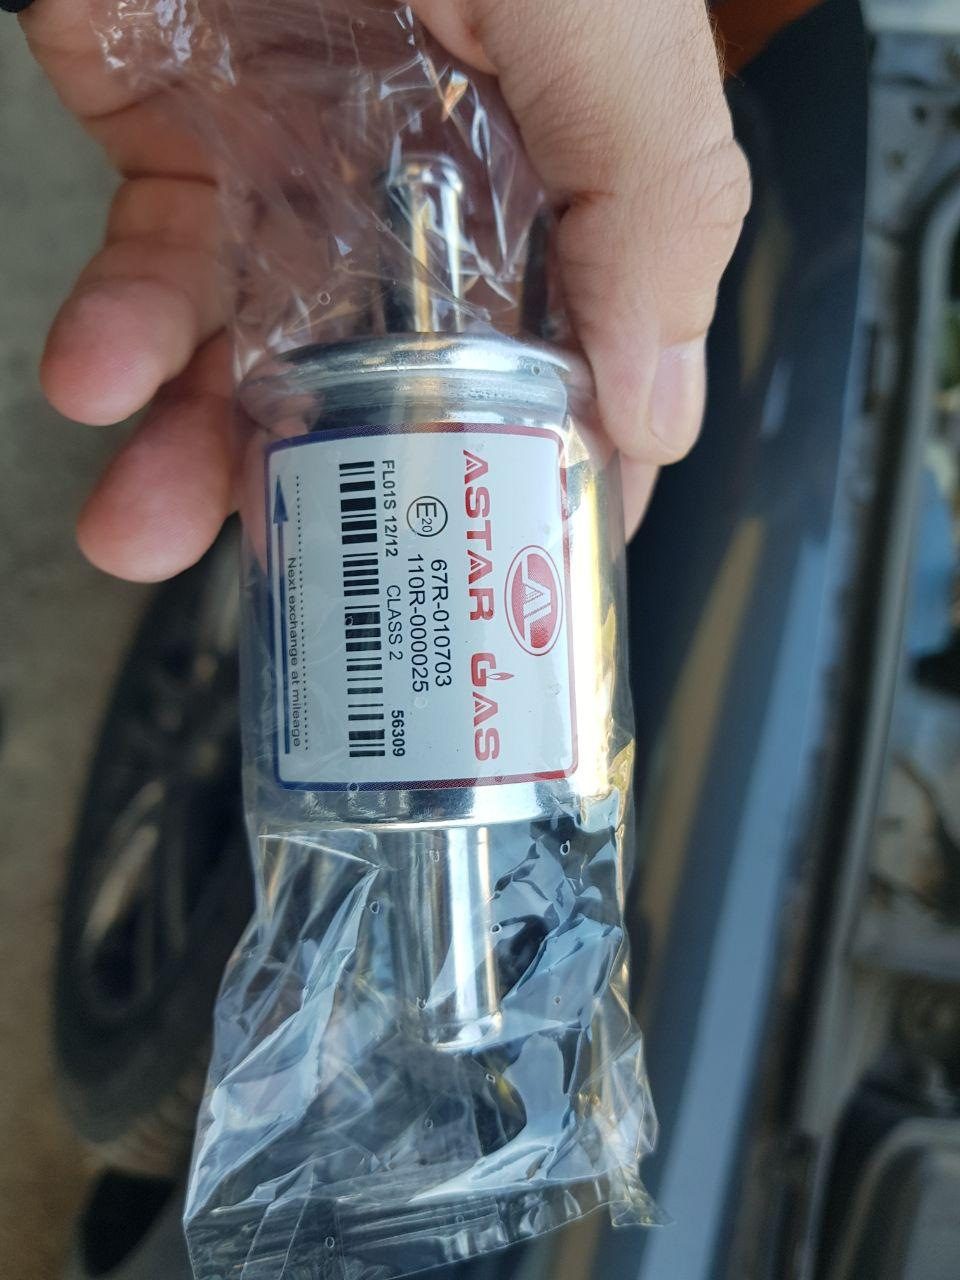 ASTAR GAS
67R-010703
E20
110R-000025
FL01S 12/12 CLASS 2 56309
Next exchange at mileage